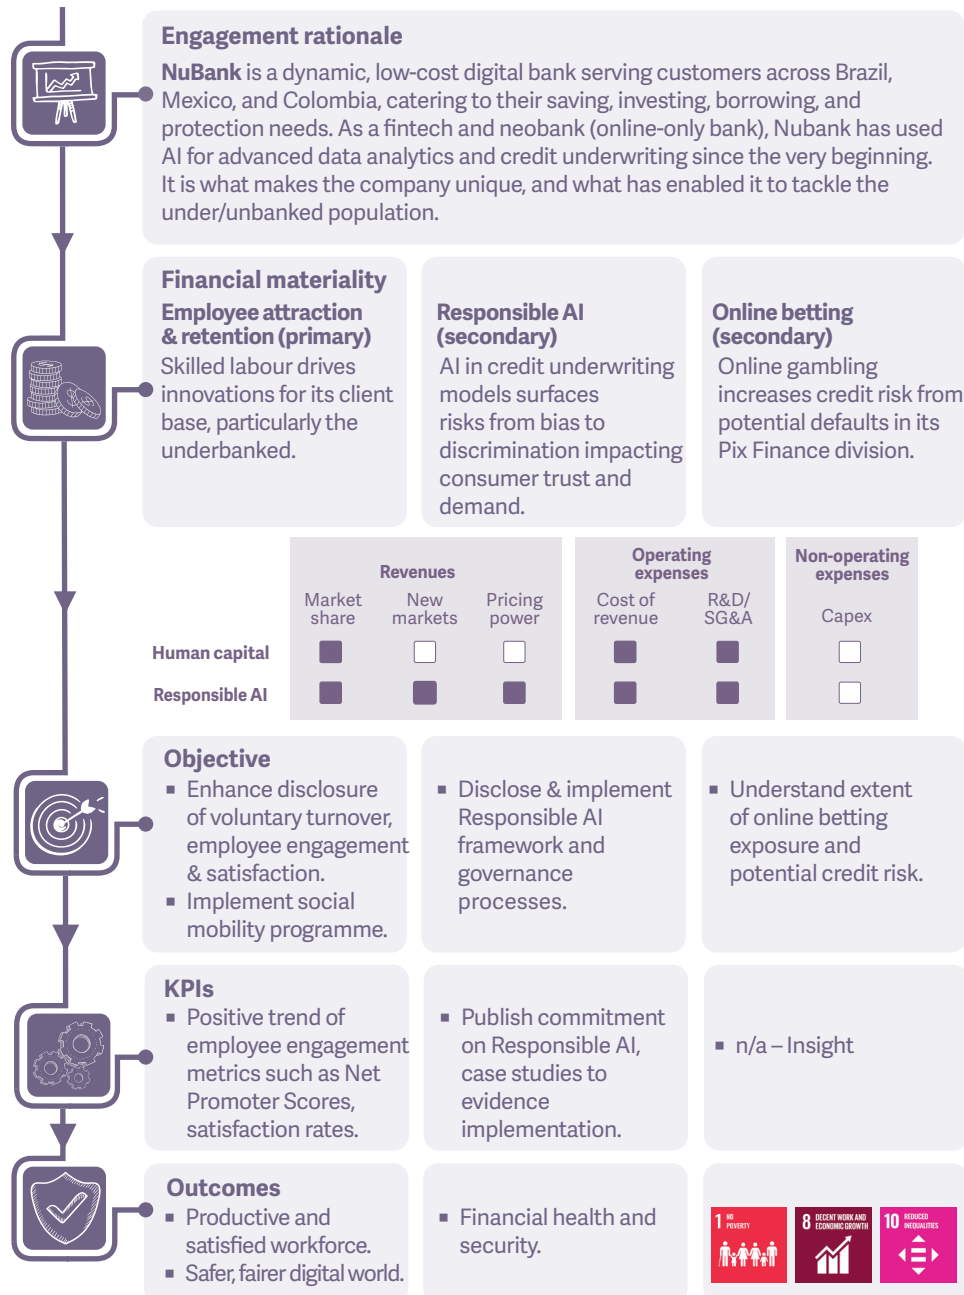 Engagement rationale
NuBank is a dynamic, low-cost digital bank serving customers across Brazil,
Mexico, and Colombia, catering to their saving, investing, borrowing, and
protection needs. As a fintech and neobank (online-only bank), Nubank has used
AI for advanced data analytics and credit underwriting since the very beginning.
It is what makes the company unique, and what has enabled it to tackle the
under/unbanked population.
Financial materiality
Employee attraction
& retention (primary)
Skilled labour drives
innovations for its client
base, particularly the
underbanked.
Responsible AI
(secondary)
AI in credit underwriting
models surfaces
risks from bias to
discrimination impacting
consumer trust and
demand.
Online betting
(secondary)
Online gambling
increases credit risk from
potential defaults in its
Pix Finance division.
Revenues
Operating
expenses
Non-operating
expenses
Market
share
New
markets
Pricing
power
Cost of
revenue
R&D/
SG&A
Capex
Human capital
Responsible AI
Objective
▪ Enhance disclosure
of voluntary turnover,
employee engagement
& satisfaction.
▪ Implement social
mobility programme.
▪ Disclose & implement
Responsible AI
framework and
governance
processes.
▪ Understand extent
of online betting
exposure and
potential credit risk.
KPIs
▪ Positive trend of
employee engagement
metrics such as Net
Promoter Scores,
satisfaction rates.
▪ Publish commitment
on Responsible AI,
case studies to
evidence
implementation.
▪ n/a – Insight
Outcomes
▪ Productive and
satisfied workforce.
▪ Safer, fairer digital world.
▪ Financial health and
security.
1 NO
POVERTY
8 DECENT WORK AND
ECONOMIC GROWTH
10 REDUCED
INEQUALITIES